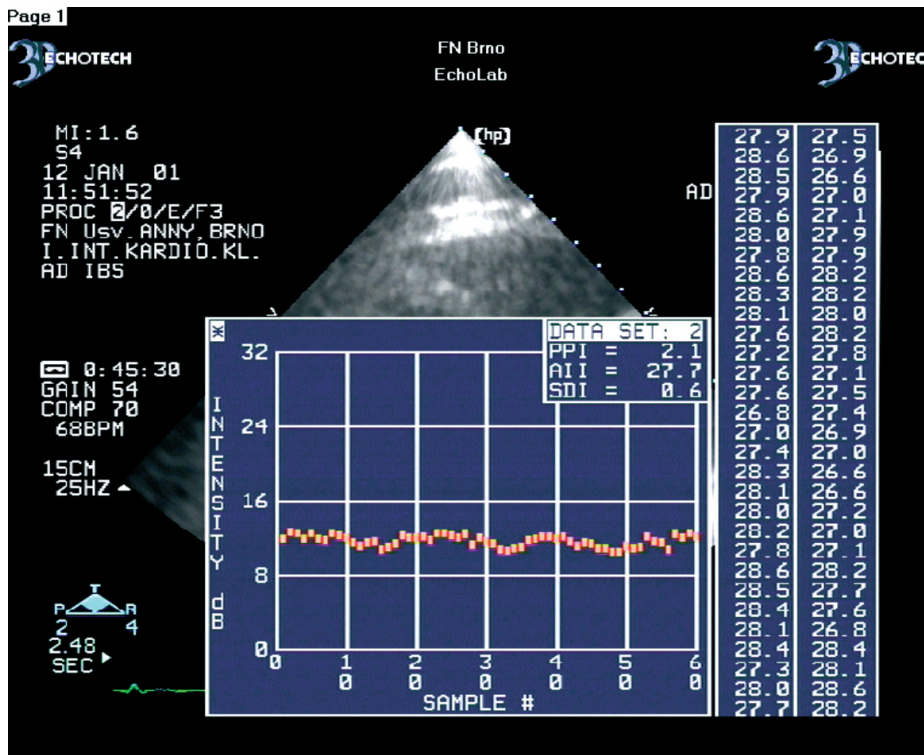 Page 1
3D ECHOTECH
FN Brno
EchoLab
3D ECHOTEC
[hp]
MI:1.6
S4
12 JAN 01
11:51:52
PROC 2/0/E/F3
FN Usv.ANNY,BRNO
I.INT.KARDIO.KL.
AD IBS
AD
0:45:30
GAIN 54
COMP 70
68BPM
15CM
25HZ
T
P R
2 4
2.48
SEC
*
DATA SET: 2
PPI = 2.1
AII = 27.7
SDI = 0.6
INTENSITY dB
32
24
16
8
0
0 10 20 30 40 50 60
SAMPLE #
27.9 27.5
28.6 26.9
28.5 26.6
27.9 27.0
28.6 27.1
28.0 27.9
27.8 27.9
28.6 28.2
28.3 28.2
28.1 28.0
27.6 28.2
27.2 27.8
27.6 27.1
27.6 27.5
26.8 27.4
27.0 26.9
27.4 27.0
28.3 26.6
28.1 26.6
28.0 27.2
28.2 27.0
27.8 27.1
28.6 28.2
28.5 27.7
28.4 27.6
28.1 26.8
28.4 28.4
27.3 28.1
28.0 28.6
27.7 28.2